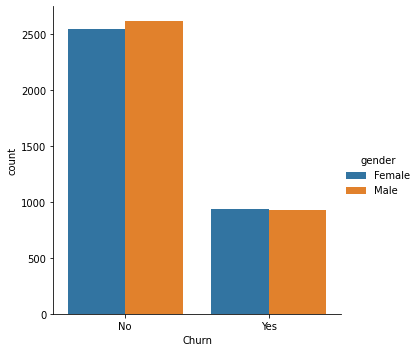 2500
2000
1500
1000
500
0
count
No
Yes
Churn
gender
Female
Male